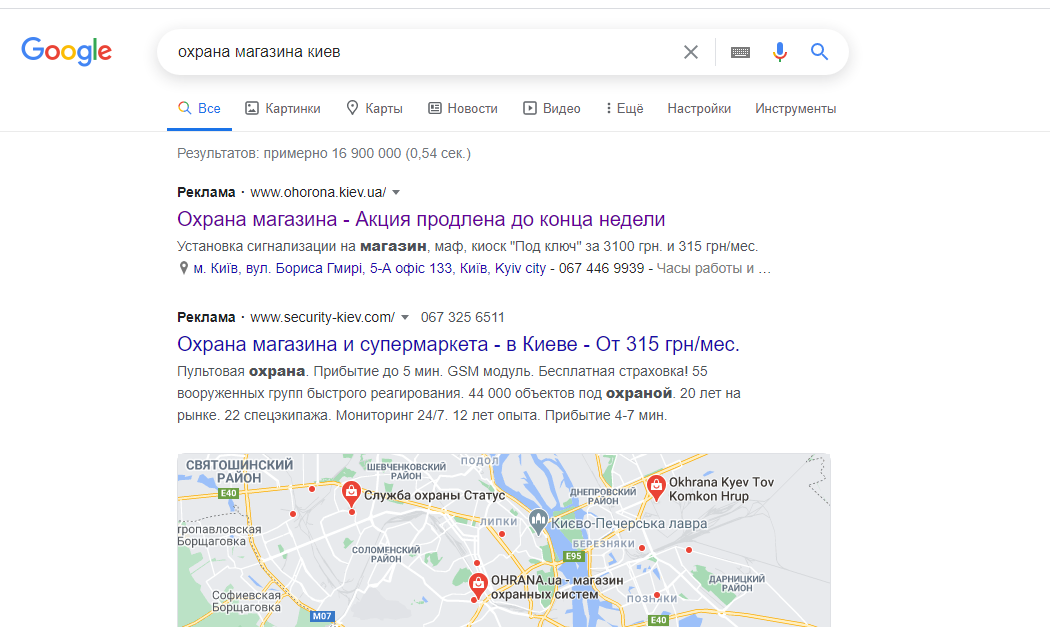 Google
охрана магазина киев
Все Картинки Карты Новости Видео Ещё Настройки Инструменты
Результатов: примерно 16 900 000 (0,54 сек.)
Реклама · www.ohorona.kiev.ua/
Охрана магазина - Акция продлена до конца недели
Установка сигнализации на магазин, маф, киоск "Под ключ" за 3100 грн. и 315 грн/мес.
м. Київ, вул. Бориса Гмирі, 5-А офіс 133, Київ, Kyiv city - 067 446 9939 - Часы работы и ...
Реклама · www.security-kiev.com/ 067 325 6511
Охрана магазина и супермаркета - в Киеве - От 315 грн/мес.
Пультовая охрана. Прибытие до 5 мин. GSM модуль. Бесплатная страховка! 55
вооруженных групп быстрого реагирования. 44 000 объектов под охраной. 20 лет на
рынке. 22 спецэкипажа. Мониторинг 24/7. 12 лет опыта. Прибытие 4-7 мин.
СВЯТОШИНСКИЙ
РАЙОН
E40
ШЕВЧЕНКОВСКИЙ
РАЙОН
ПОДОЛ
Служба охраны Статус
ДНЕПРОВСКИЙ
РАЙОН
Okhrana Kyev Tov
Komkon Hrup
тропавловская
Борщаговка
ЛИПКИ
Києво-Печерська лавра
СОЛОМЕНСКИЙ
РАЙОН
БЕРЕЗНЯКИ
E95
OHRANA.ua - магазин
охранных систем
ДАРНИЦКИЙ
РАЙОН
Софиевская
Борщаговка
ПОЗНЯКИ
M07
E40